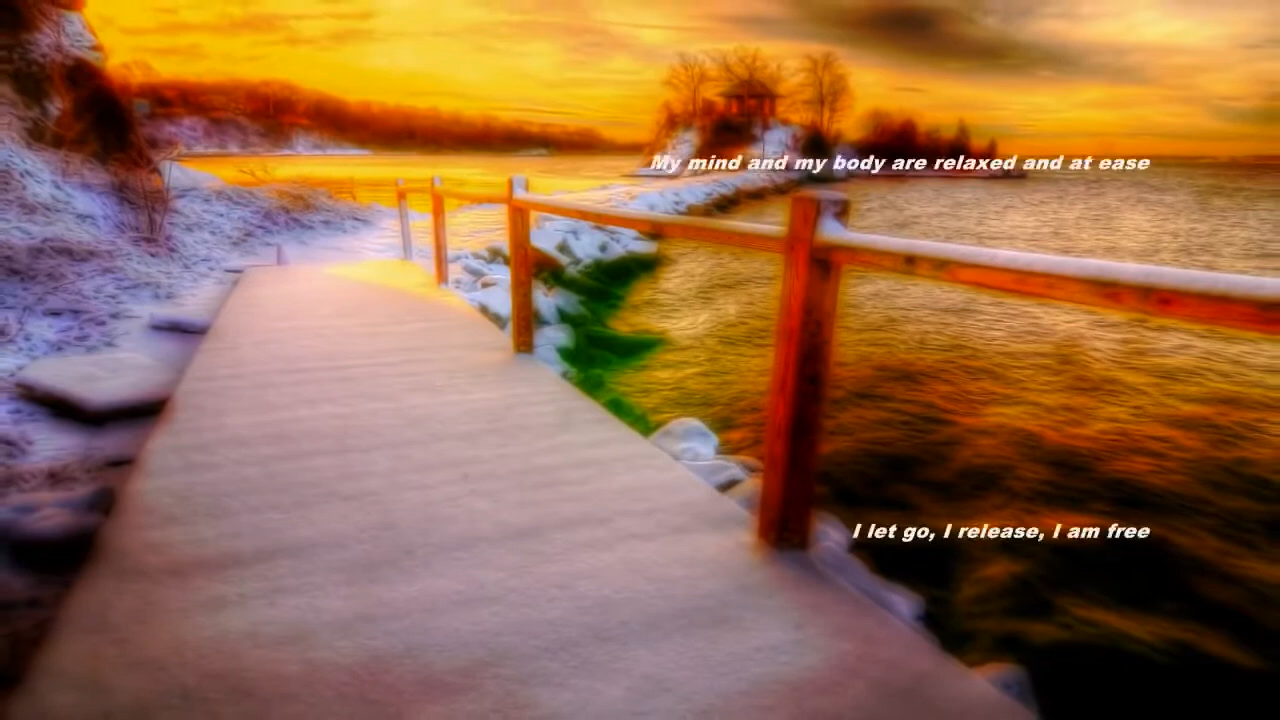 My mind and my body are relaxed and at ease
I let go, I release, I am free